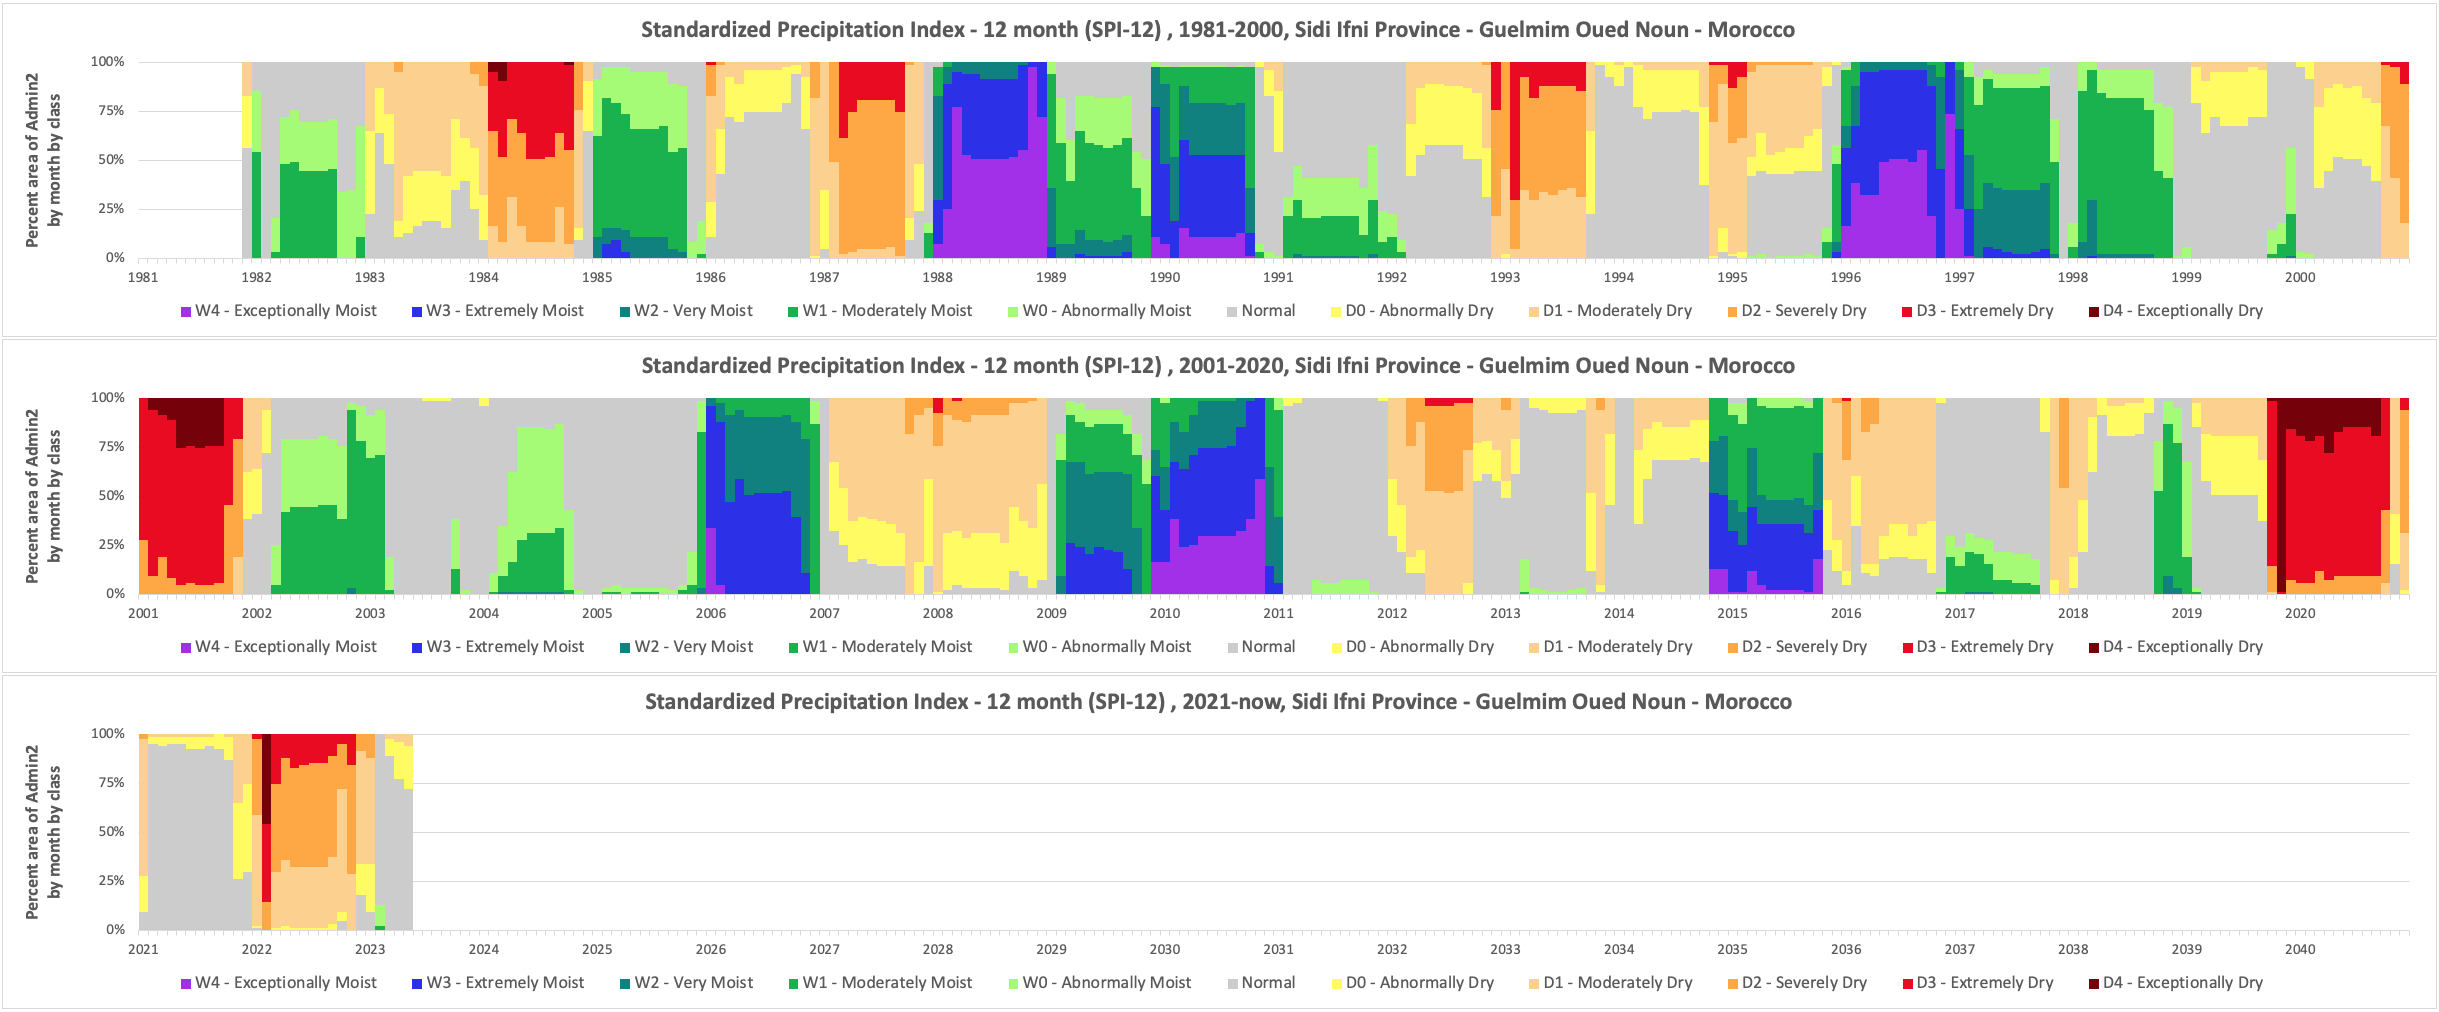 Standardized Precipitation Index - 12 month (SPI-12) , 1981-2000, Sidi Ifni Province - Guelmim Oued Noun - Morocco
Percent area of Admin2
by month by class
100%
75%
50%
25%
0%
1981 1982 1983 1984 1985 1986 1987 1988 1989 1990 1991 1992 1993 1994 1995 1996 1997 1998 1999 2000
W4 - Exceptionally Moist W3 - Extremely Moist W2 - Very Moist W1 - Moderately Moist W0 - Abnormally Moist Normal D0 - Abnormally Dry D1 - Moderately Dry D2 - Severely Dry D3 - Extremely Dry D4 - Exceptionally Dry
Standardized Precipitation Index - 12 month (SPI-12) , 2001-2020, Sidi Ifni Province - Guelmim Oued Noun - Morocco
Percent area of Admin2
by month by class
100%
75%
50%
25%
0%
2001 2002 2003 2004 2005 2006 2007 2008 2009 2010 2011 2012 2013 2014 2015 2016 2017 2018 2019 2020
W4 - Exceptionally Moist W3 - Extremely Moist W2 - Very Moist W1 - Moderately Moist W0 - Abnormally Moist Normal D0 - Abnormally Dry D1 - Moderately Dry D2 - Severely Dry D3 - Extremely Dry D4 - Exceptionally Dry
Standardized Precipitation Index - 12 month (SPI-12) , 2021-now, Sidi Ifni Province - Guelmim Oued Noun - Morocco
Percent area of Admin2
by month by class
100%
75%
50%
25%
0%
2021 2022 2023 2024 2025 2026 2027 2028 2029 2030 2031 2032 2033 2034 2035 2036 2037 2038 2039 2040
W4 - Exceptionally Moist W3 - Extremely Moist W2 - Very Moist W1 - Moderately Moist W0 - Abnormally Moist Normal D0 - Abnormally Dry D1 - Moderately Dry D2 - Severely Dry D3 - Extremely Dry D4 - Exceptionally Dry